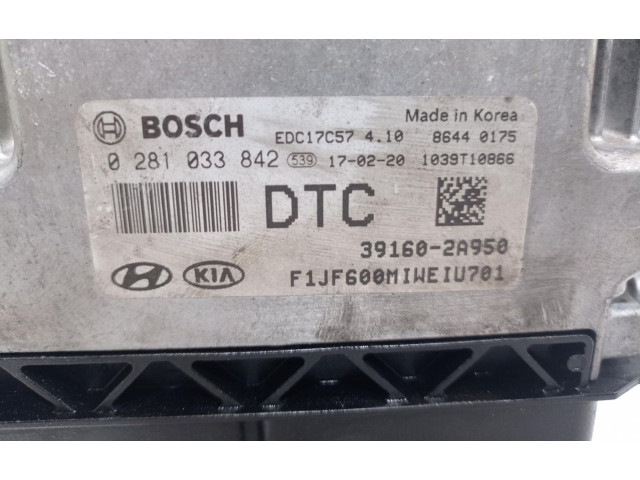 BOSCH
EDC17C57 4.10
Made in Korea
8644 0175
0 281 033 842 539 17-02-20 1039T10866
DTC
39160-2A950
KIA
F1JF600MIWEIU701